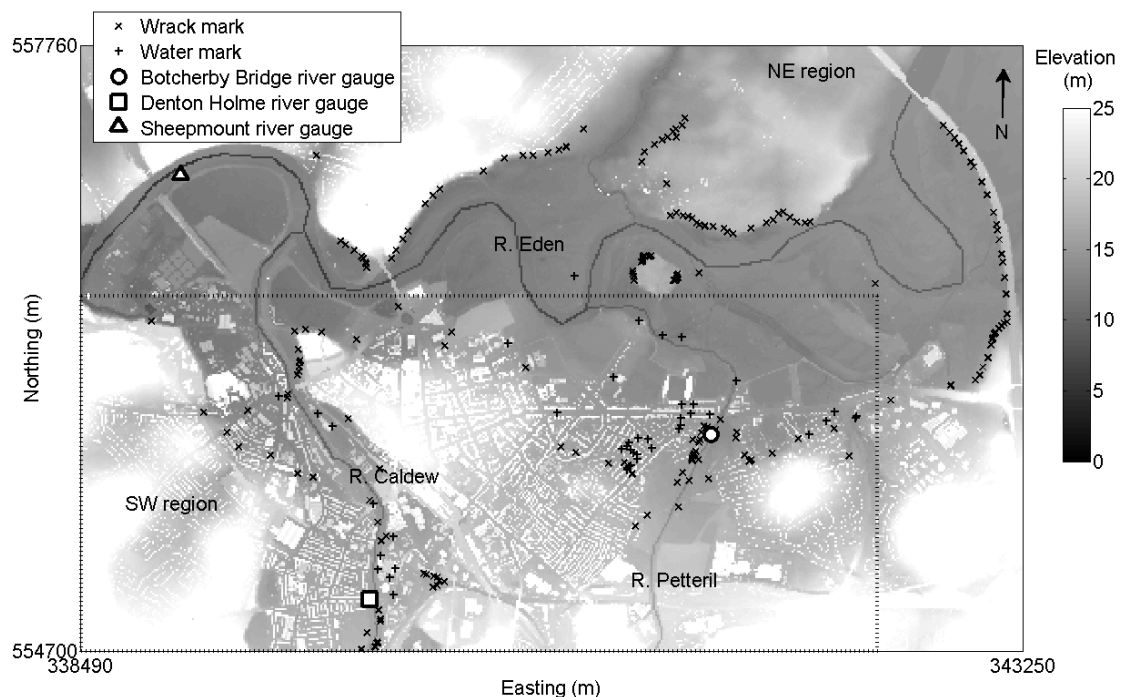 Wrack mark
Water mark
Botcherby Bridge river gauge
Denton Holme river gauge
Sheepmount river gauge
557760
NE region
N
Elevation
(m)
25
20
15
10
5
0
R. Eden
Northing (m)
R. Caldew
SW region
R. Petteril
554700
338490
343250
Easting (m)